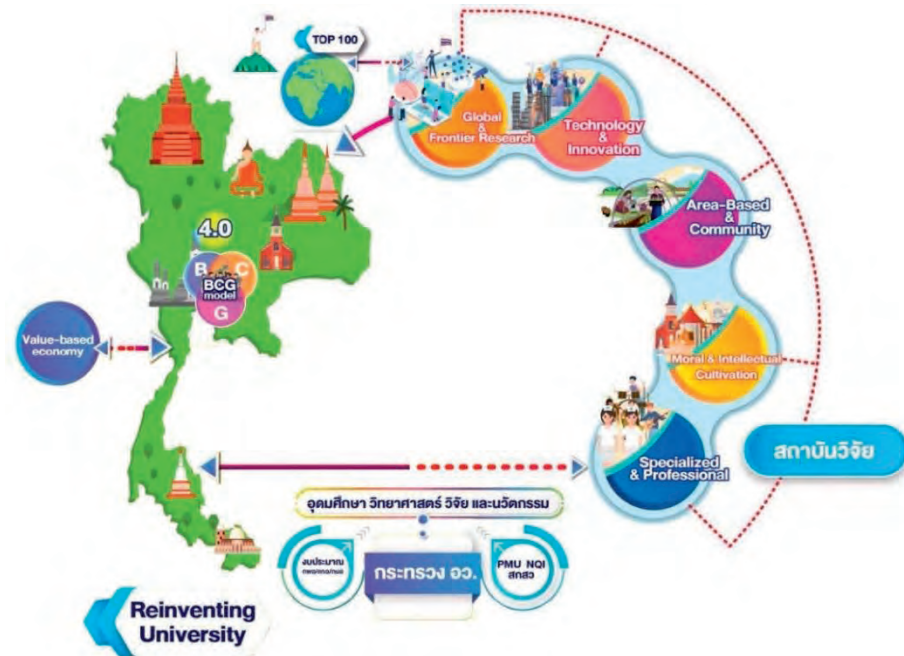 TOP 100
Global
&
Frontier Research
Technology
&
Innovation
Area-Based
&
Community
4.0
B
C
BCG
model
G
Value-based
economy
Moral & Intellectual
Cultivation
Specialized
& Professional
สถาบันวิจัย
อุดมศึกษา วิทยาศาสตร์ วิจัย และนวัตกรรม
งบประมาณ
กระทรวง อว.
PMU NQI
สกสว
Reinventing
University